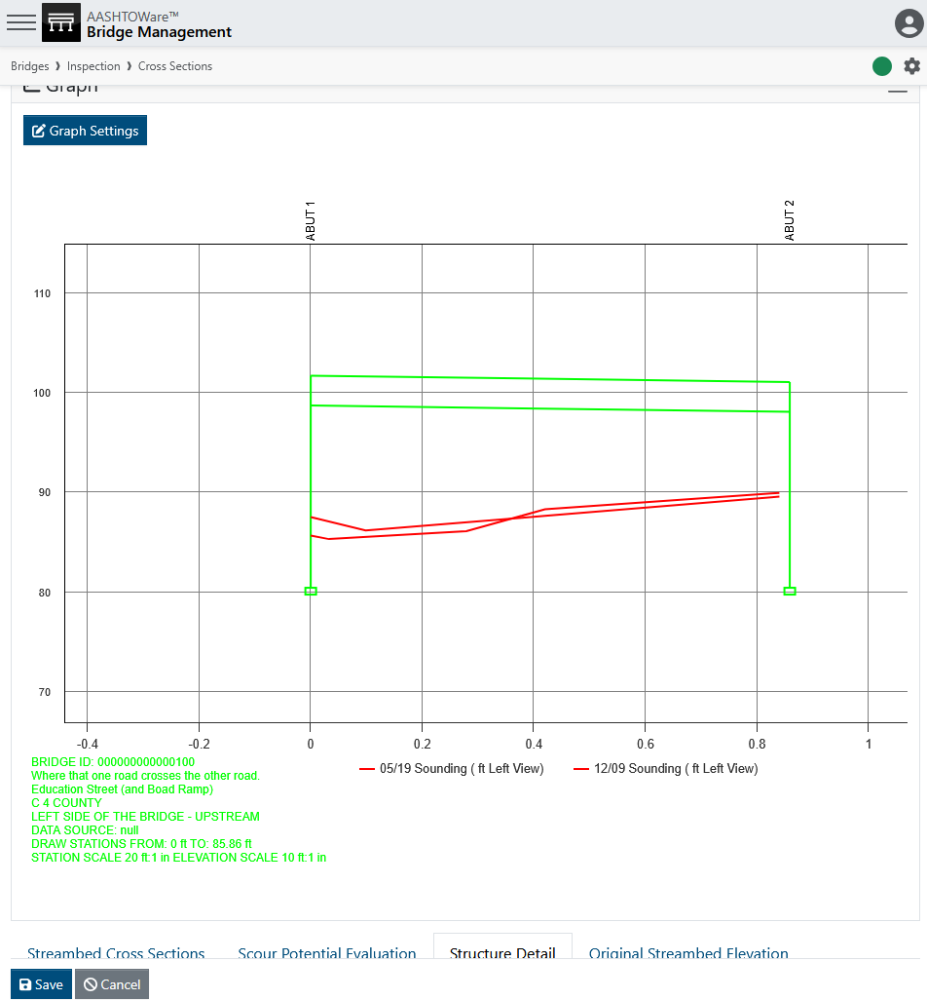 AASHTOWare™
Bridge Management
Bridges ❯ Inspection ❯ Cross Sections
Graph
Graph Settings
ABUT 1
ABUT 2
110
100
90
80
70
-0.4 -0.2 0 0.2 0.4 0.6 0.8 1
BRIDGE ID: 000000000000100
Where that one road crosses the other road.
Education Street (and Boad Ramp)
C 4 COUNTY
LEFT SIDE OF THE BRIDGE - UPSTREAM
DATA SOURCE: null
DRAW STATIONS FROM: 0 ft TO: 85.86 ft
STATION SCALE 20 ft:1 in ELEVATION SCALE 10 ft:1 in
05/19 Sounding ( ft Left View) 12/09 Sounding ( ft Left View)
Streambed Cross Sections Scour Potential Evaluation Structure Detail Original Streambed Elevation
Save Cancel